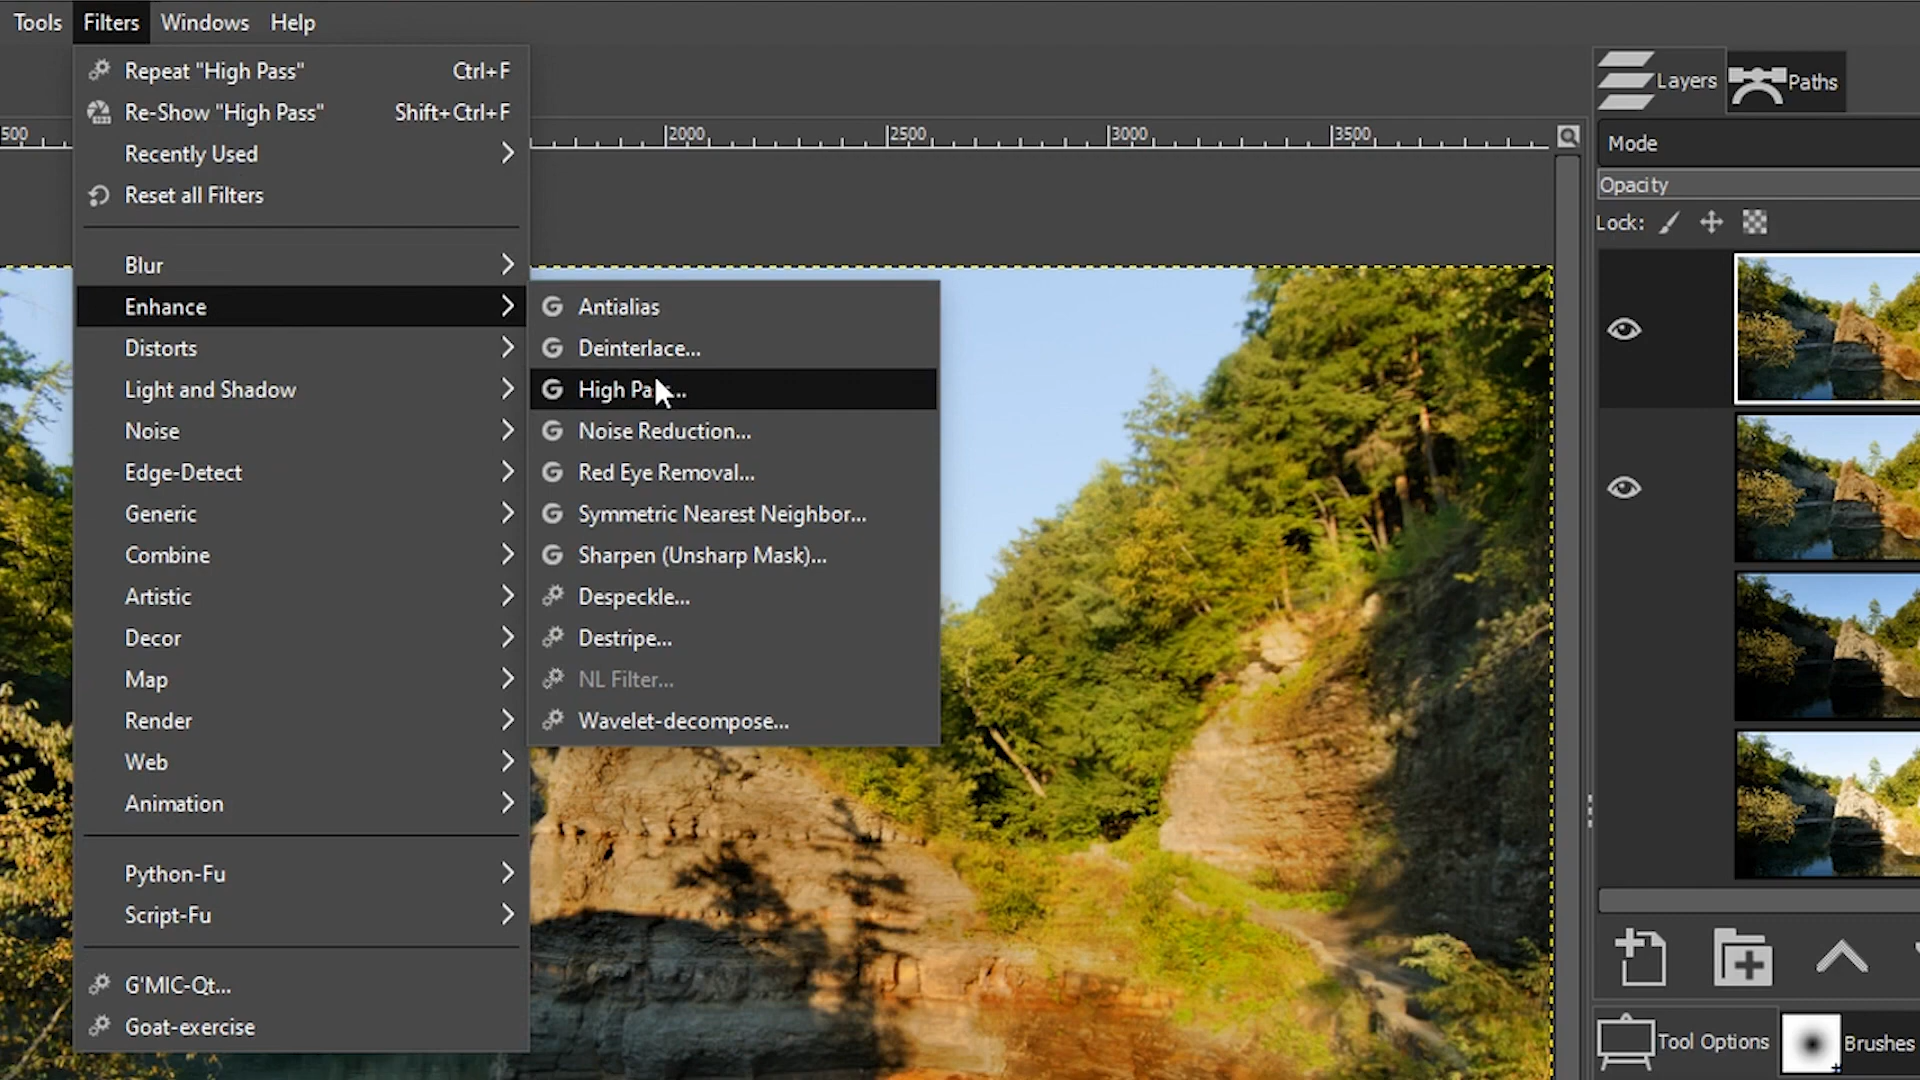 Tools Filters Windows Help
Repeat "High Pass" Ctrl+F
Re-Show "High Pass" Shift+Ctrl+F
Recently Used
Reset all Filters
Blur
Enhance
Distorts
Light and Shadow
Noise
Edge-Detect
Generic
Combine
Artistic
Decor
Map
Render
Web
Animation
Python-Fu
Script-Fu
G'MIC-Qt...
Goat-exercise
Antialias
Deinterlace...
High Pa...
Noise Reduction...
Red Eye Removal...
Symmetric Nearest Neighbor...
Sharpen (Unsharp Mask)...
Despeckle...
Destripe...
NL Filter...
Wavelet-decompose...
500 2000 2500 3000 3500
Layers Paths
Mode
Opacity
Lock:
Tool Options Brushes